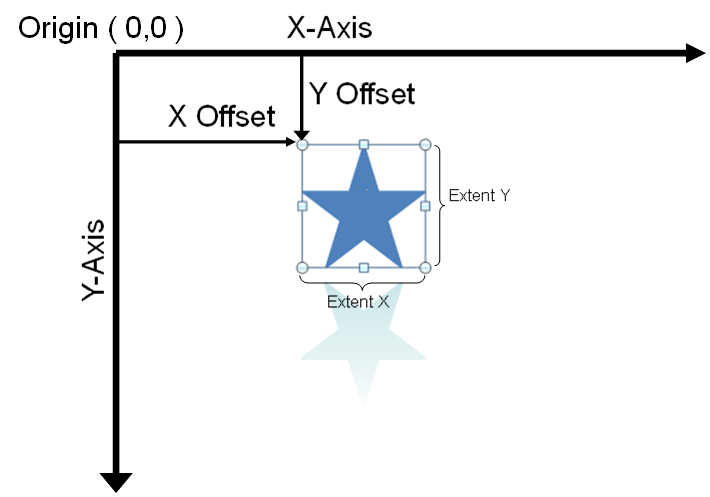 Origin ( 0,0 )
X-Axis
Y Offset
X Offset
Extent Y
Y-Axis
Extent X